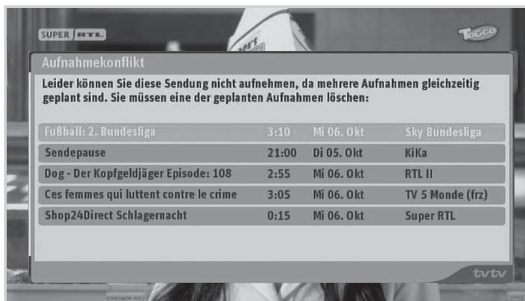 SUPER RTL
TOGGO
Aufnahmekonflikt
Leider können Sie diese Sendung nicht aufnehmen, da mehrere Aufnahmen gleichzeitig
geplant sind. Sie müssen eine der geplanten Aufnahmen löschen:
Fußball: 2. Bundesliga 3:10 Mi 06. Okt Sky Bundesliga
Sendepause 21:00 Di 05. Okt KiKa
Dog - Der Kopfgeldjäger Episode: 108 2:55 Mi 06. Okt RTL II
Ces femmes qui luttent contre le crime 3:05 Mi 06. Okt TV 5 Monde (frz)
Shop24Direct Schlagernacht 0:15 Mi 06. Okt Super RTL
tvtv